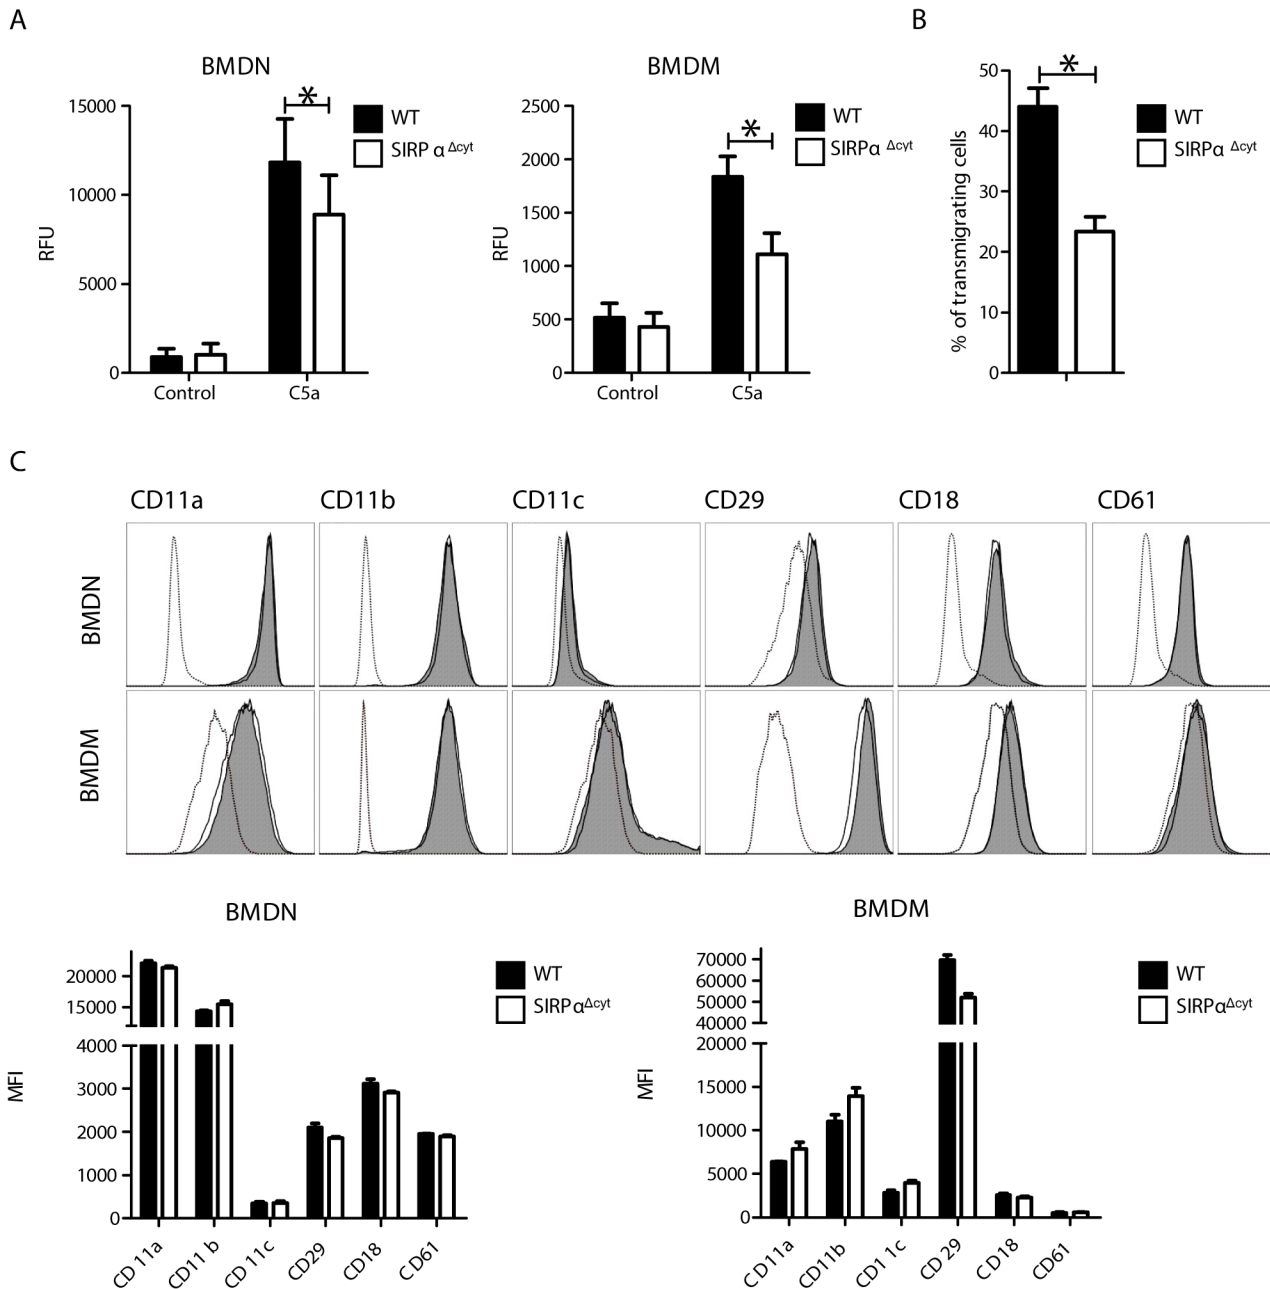 A
B
BMDN
BMDM
15000
10000
5000
0
RFU
*
WT
SIRP α Δcyt
Control
C5a
2500
2000
1500
1000
500
0
RFU
*
WT
SIRPα Δcyt
Control
C5a
50
40
30
20
10
0
% of transmigrating cells
*
WT
SIRPα Δcyt
C
CD11a CD11b CD11c CD29 CD18 CD61
BMDN
BMDM
BMDN
20000
15000
4000
3000
2000
1000
0
MFI
WT
SIRPαΔcyt
CD11a
CD11 b
CD11c
CD29
CD18
CD61
BMDM
70000
60000
50000
40000
20000
15000
10000
5000
0
MFI
WT
SIRPαΔcyt
CD11a
CD11b
CD1 1c
CD 29
CD18
CD61